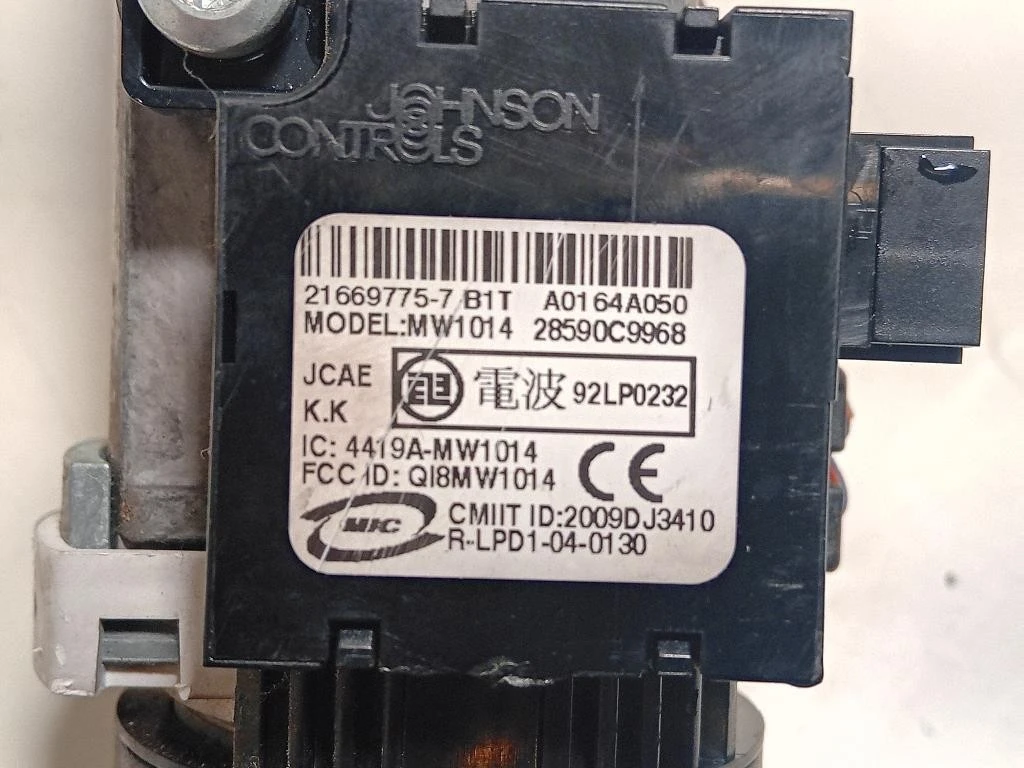 JOHNSON
CONTROLS
21669775-7 B1T A0164A050
MODEL:MW1014 28590C9968
JCAE
K.K
電波 92LP0232
IC: 4419A-MW1014
FCC ID: QI8MW1014
CE
MIC
CMIIT ID:2009DJ3410
R-LPD1-04-0130